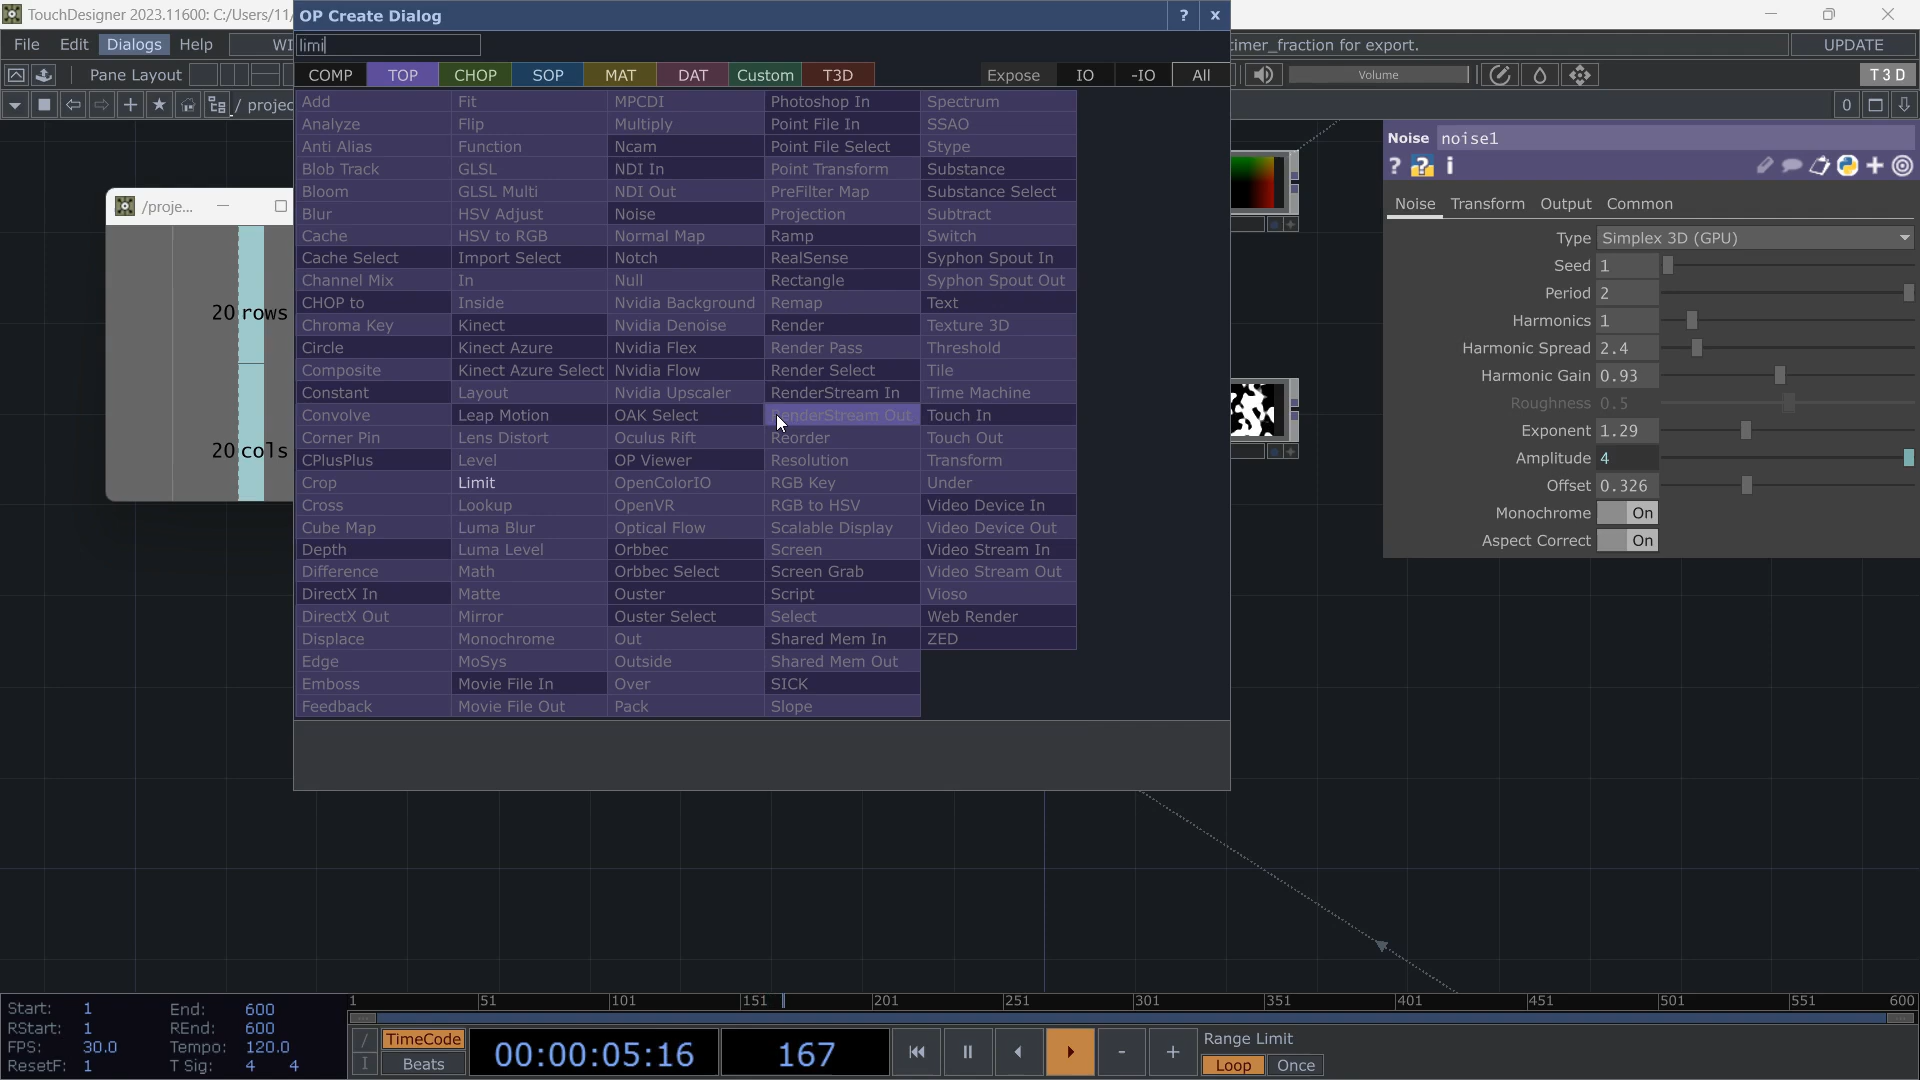 TouchDesigner 2023.11600: C:/Users/11/
OP Create Dialog
?
x
File Edit Dialogs Help WI
limi
imer_fraction for export.
UPDATE
Pane Layout
COMP TOP CHOP SOP MAT DAT Custom T3D Expose IO -IO All
Volume
T3D
/ projec
0
Add Fit MPCDI Photoshop In Spectrum
Analyze Flip Multiply Point File In SSAO
Anti Alias Function Ncam Point File Select Stype
Blob Track GLSL NDI In Point Transform Substance
Bloom GLSL Multi NDI Out PreFilter Map Substance Select
Blur HSV Adjust Noise Projection Subtract
Cache HSV to RGB Normal Map Ramp Switch
Cache Select Import Select Notch RealSense Syphon Spout In
Channel Mix In Null Rectangle Syphon Spout Out
CHOP to Inside Nvidia Background Remap Text
Chroma Key Kinect Nvidia Denoise Render Texture 3D
Circle Kinect Azure Nvidia Flex Render Pass Threshold
Composite Kinect Azure Select Nvidia Flow Render Select Tile
Constant Layout Nvidia Upscaler RenderStream In Time Machine
Convolve Leap Motion OAK Select RenderStream Out Touch In
Corner Pin Lens Distort Oculus Rift Reorder Touch Out
CPlusPlus Level OP Viewer Resolution Transform
Crop Limit OpenColorIO RGB Key Under
Cross Lookup OpenVR RGB to HSV Video Device In
Cube Map Luma Blur Optical Flow Scalable Display Video Device Out
Depth Luma Level Orbbec Screen Video Stream In
Difference Math Orbbec Select Screen Grab Video Stream Out
DirectX In Matte Ouster Script Vioso
DirectX Out Mirror Ouster Select Select Web Render
Displace Monochrome Out Shared Mem In ZED
Edge MoSys Outside Shared Mem Out
Emboss Movie File In Over SICK
Feedback Movie File Out Pack Slope
/proje...
20 rows
20 cols
Noise noise1
? ? i
Noise Transform Output Common
Type Simplex 3D (GPU)
Seed 1
Period 2
Harmonics 1
Harmonic Spread 2.4
Harmonic Gain 0.93
Roughness 0.5
Exponent 1.29
Amplitude 4
Offset 0.326
Monochrome On
Aspect Correct On
1 51 101 151 201 251 301 351 401 451 501 551 600
Start: 1 End: 600
RStart: 1 REnd: 600
FPS: 30.0 Tempo: 120.0
ResetF: 1 T Sig: 4 4
/ TimeCode
I Beats
00:00:05:16
167
- +
Range Limit
Loop Once